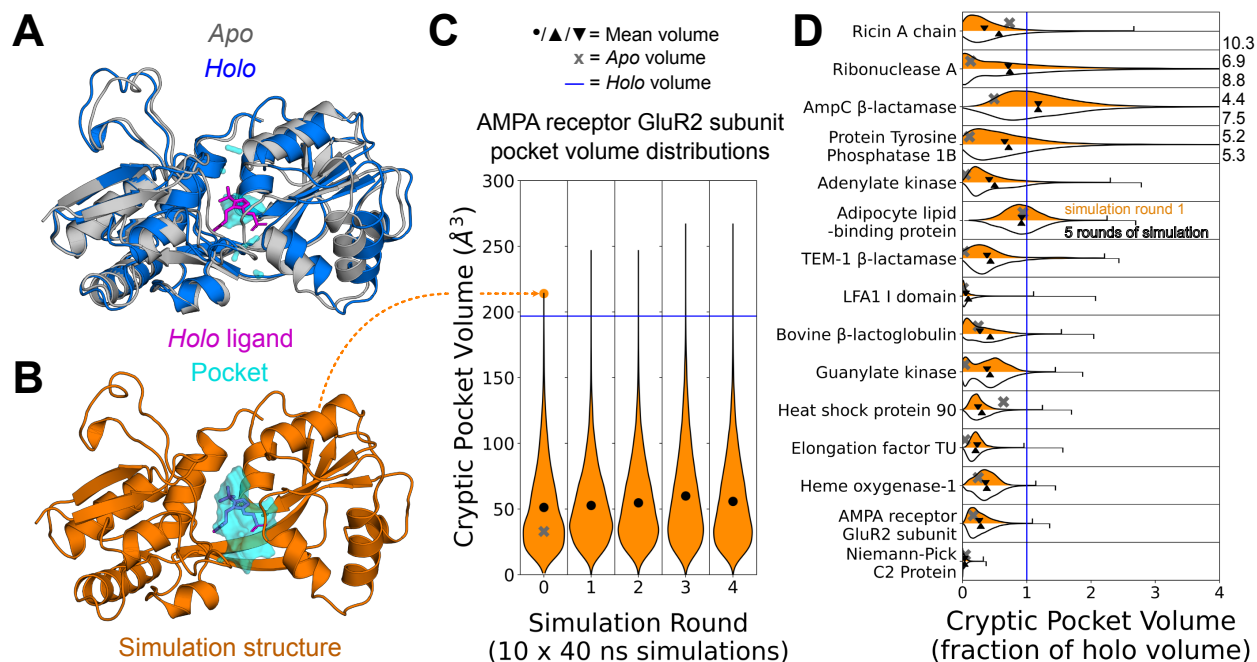 A
Apo
Holo
Holo ligand
Pocket
B
Simulation structure
C
•/▲/▼= Mean volume
x = Apo volume
— = Holo volume
AMPA receptor GluR2 subunit
pocket volume distributions
Cryptic Pocket Volume (Å^3)
300
250
200
150
100
50
0
0 1 2 3 4
Simulation Round
(10 x 40 ns simulations)
D
Ricin A chain
Ribonuclease A
AmpC β-lactamase
Protein Tyrosine
Phosphatase 1B
Adenylate kinase
Adipocyte lipid
-binding protein
TEM-1 β-lactamase
LFA1 I domain
Bovine β-lactoglobulin
Guanylate kinase
Heat shock protein 90
Elongation factor TU
Heme oxygenase-1
AMPA receptor
GluR2 subunit
Niemann-Pick
C2 Protein
simulation round 1
5 rounds of simulation
10.3
6.9
8.8
4.4
7.5
5.2
5.3
0 1 2 3 4
Cryptic Pocket Volume
(fraction of holo volume)